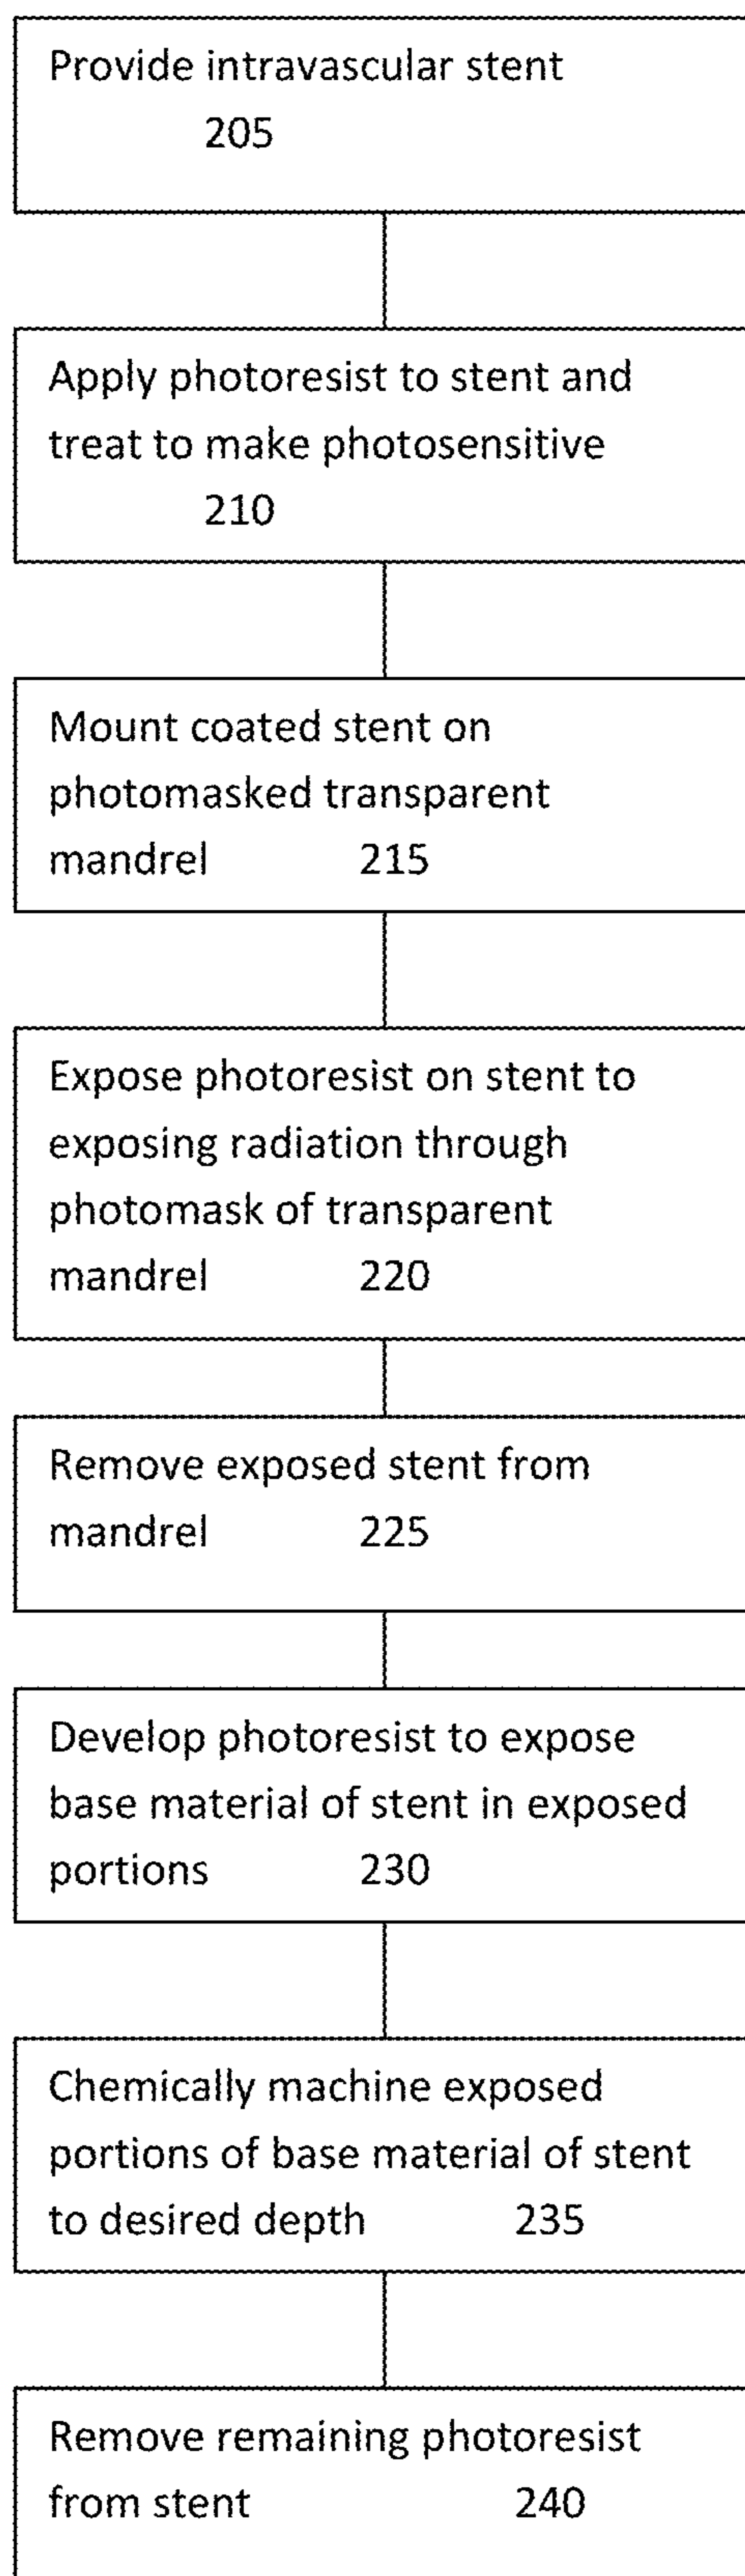 Provide intravascular stent
205
Apply photoresist to stent and
treat to make photosensitive
210
Mount coated stent on
photomasked transparent
mandrel 215
Expose photoresist on stent to
exposing radiation through
photomask of transparent
mandrel 220
Remove exposed stent from
mandrel 225
Develop photoresist to expose
base material of stent in exposed
portions 230
Chemically machine exposed
portions of base material of stent
to desired depth 235
Remove remaining photoresist
from stent 240